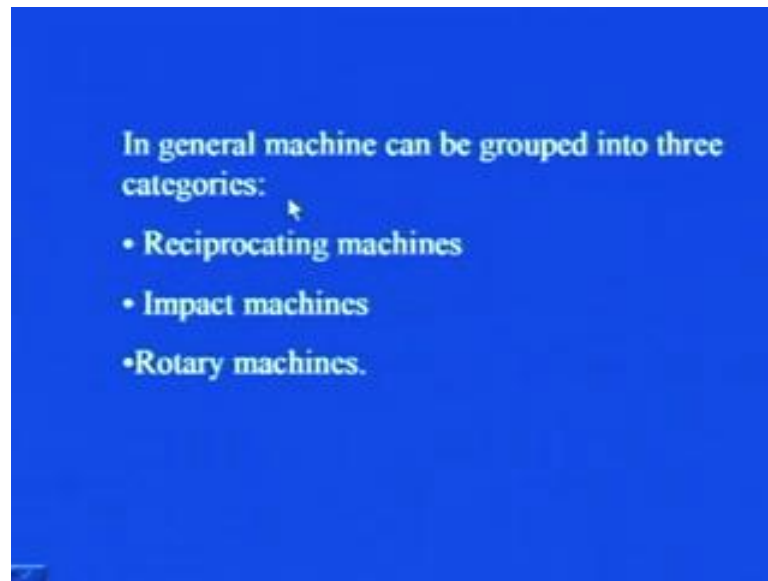 In general machine can be grouped into three
categories:
• Reciprocating machines
• Impact machines
•Rotary machines.